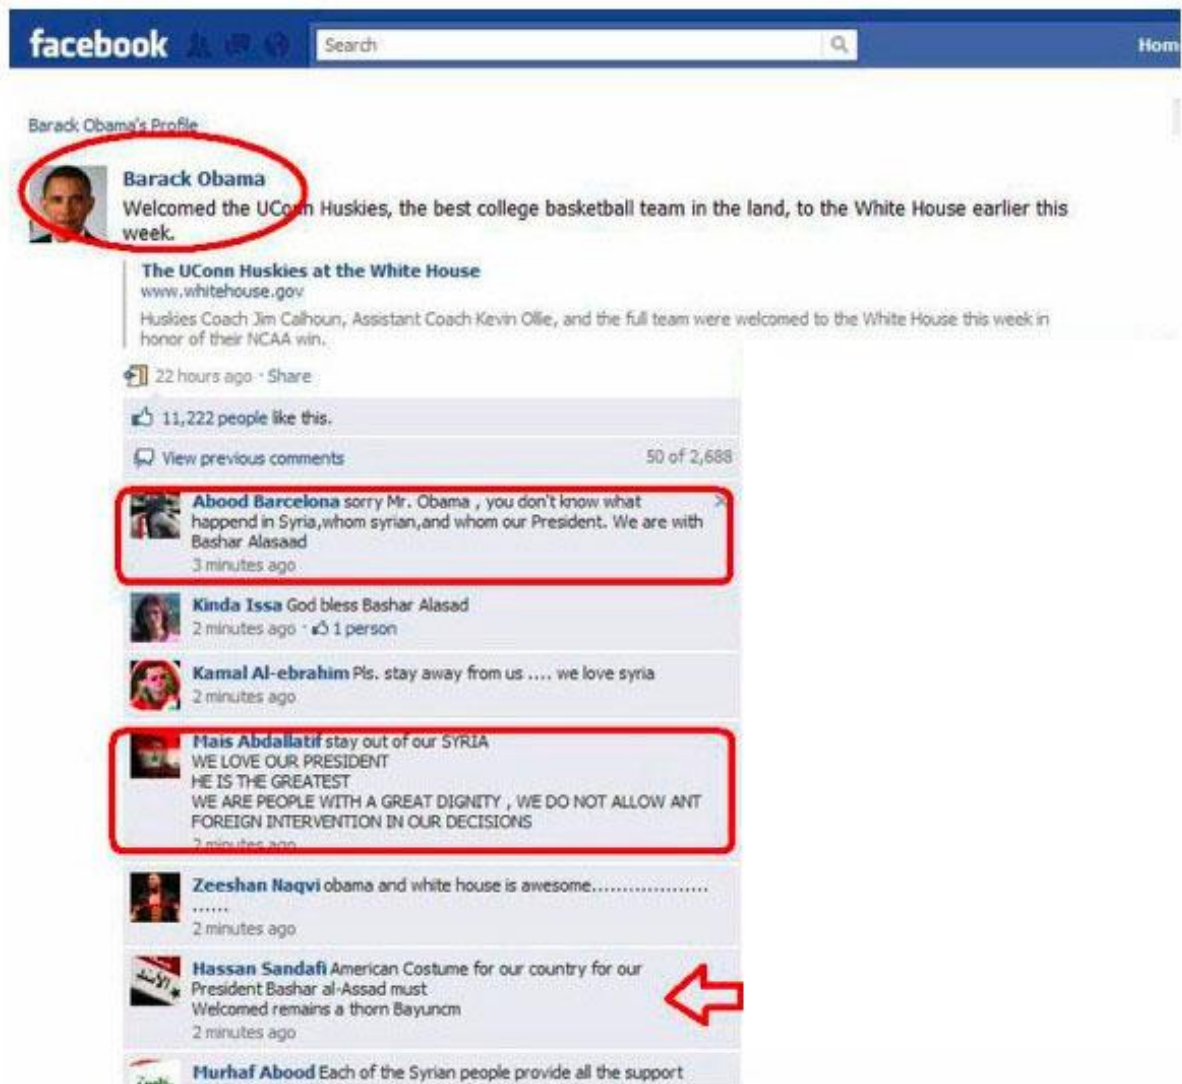 facebook
Search
Hom
Barack Obama's Profile
Barack Obama
Welcomed the UConn Huskies, the best college basketball team in the land, to the White House earlier this
week.
The UConn Huskies at the White House
www.whitehouse.gov
Huskies Coach Jim Calhoun, Assistant Coach Kevin Ollie, and the full team were welcomed to the White House this week in
honor of their NCAA win.
22 hours ago · Share
11,222 people like this.
View previous comments 50 of 2,688
Abood Barcelona sorry Mr. Obama , you don't know what
happend in Syria,whom syrian,and whom our President. We are with
Bashar Alasaad
3 minutes ago
Kinda Issa God bless Bashar Alasad
2 minutes ago · 1 person
Kamal Al-ebrahim Pls. stay away from us .... we love syria
2 minutes ago
Mais Abdallatif stay out of our SYRIA
WE LOVE OUR PRESIDENT
HE IS THE GREATEST
WE ARE PEOPLE WITH A GREAT DIGNITY , WE DO NOT ALLOW ANT
FOREIGN INTERVENTION IN OUR DECISIONS
2 minutes ago
Zeeshan Naqvi obama and white house is awesome...................
......
2 minutes ago
Hassan Sandafi American Costume for our country for our
President Bashar al-Assad must
Welcomed remains a thorn Bayuncm
2 minutes ago
الأسد
Murhaf Abood Each of the Syrian people provide all the support